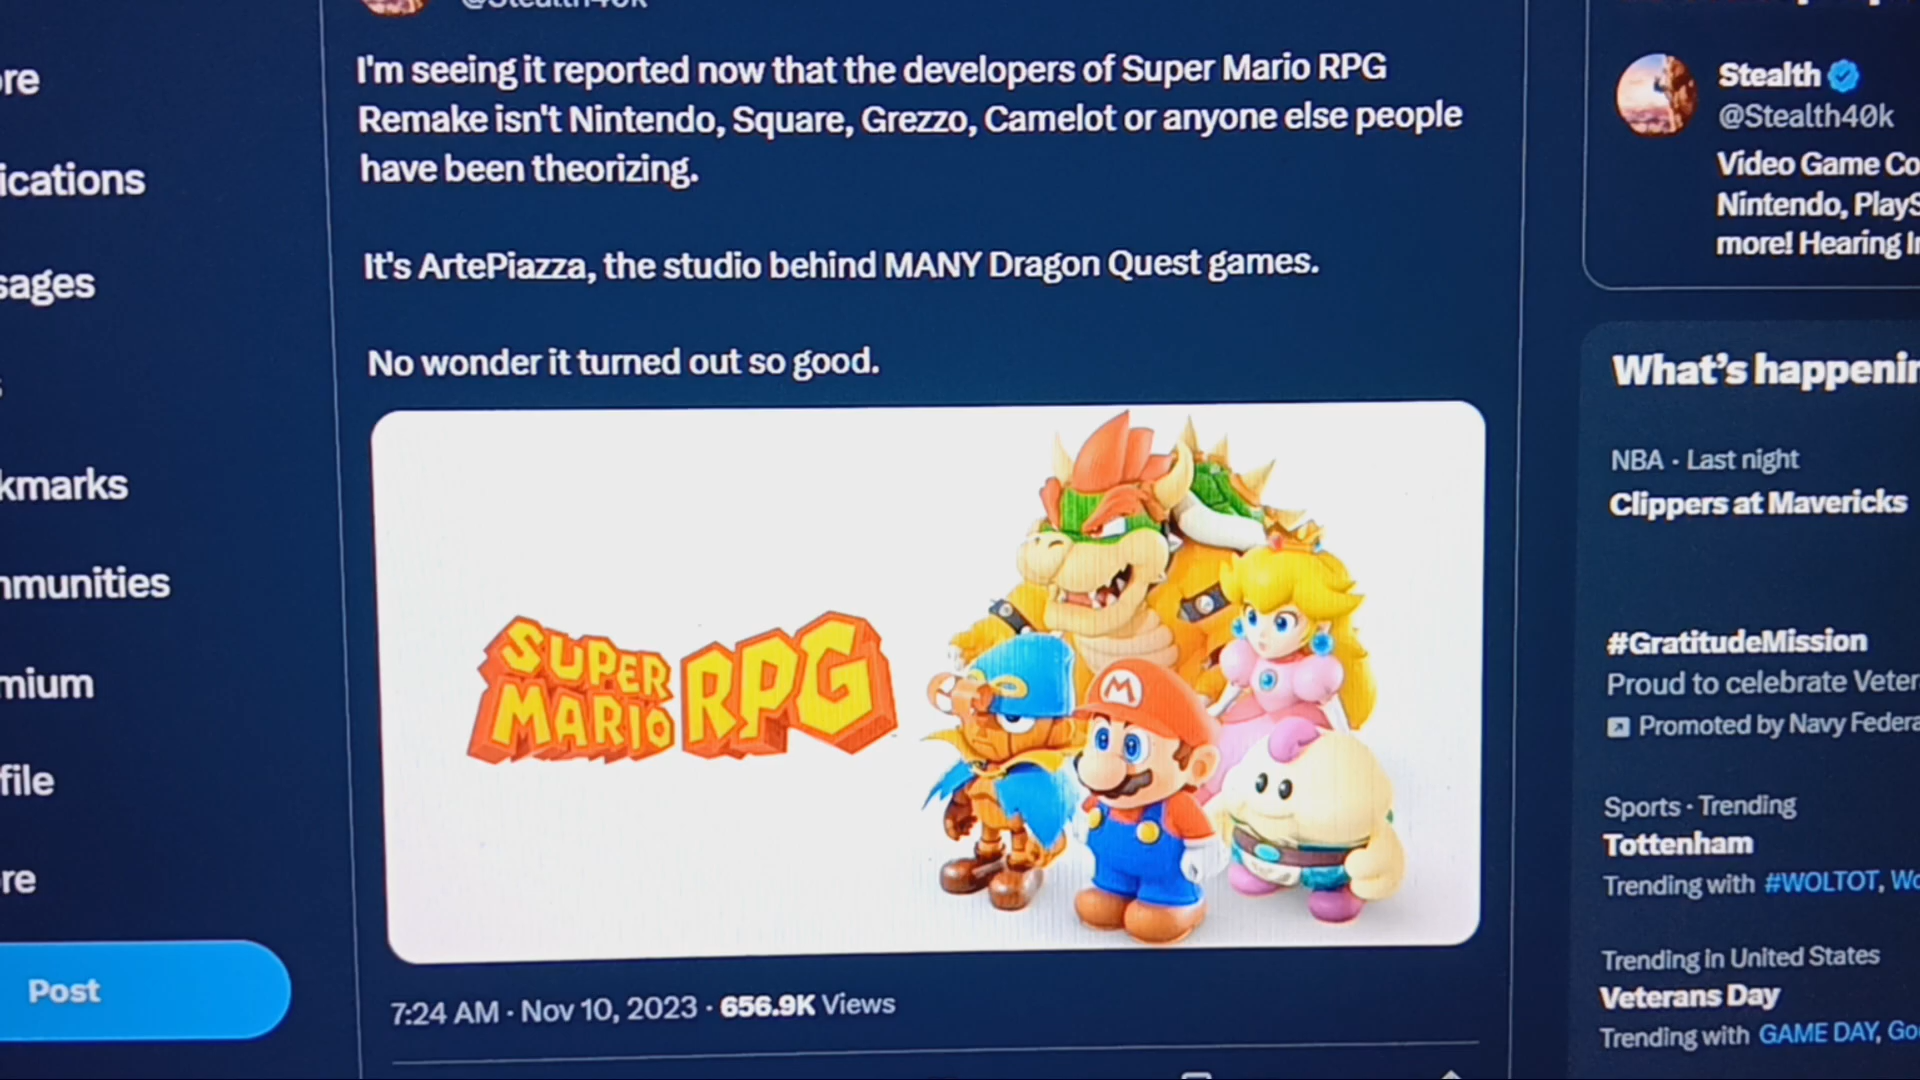 @Stealth40k
I'm seeing it reported now that the developers of Super Mario RPG
Remake isn't Nintendo, Square, Grezzo, Camelot or anyone else people
have been theorizing.
It's ArtePiazza, the studio behind MANY Dragon Quest games.
No wonder it turned out so good.
SUPER
MARIO RPG
M
7:24 AM · Nov 10, 2023 · 656.9K Views
re
ications
sages
kmarks
mmunities
mium
file
re
Post
Stealth
@Stealth40k
Video Game Co
Nintendo, PlayS
more! Hearing I
What's happenin
NBA · Last night
Clippers at Mavericks
#GratitudeMission
Proud to celebrate Veter
Promoted by Navy Federa
Sports · Trending
Tottenham
Trending with #WOLTOT, Wo
Trending in United States
Veterans Day
Trending with GAME DAY, Go